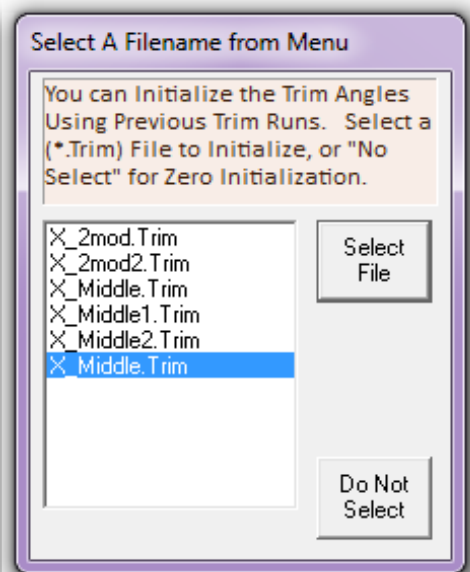 Select A Filename from Menu
You can Initialize the Trim Angles
Using Previous Trim Runs.   Select a
(*.Trim) File to Initialize, or "No
Select" for Zero Initialization.
X_2mod.Trim
X_2mod2.Trim
X_Middle.Trim
X_Middle1.Trim
X_Middle2.Trim
X_Middle.Trim
Select
File
Do Not
Select